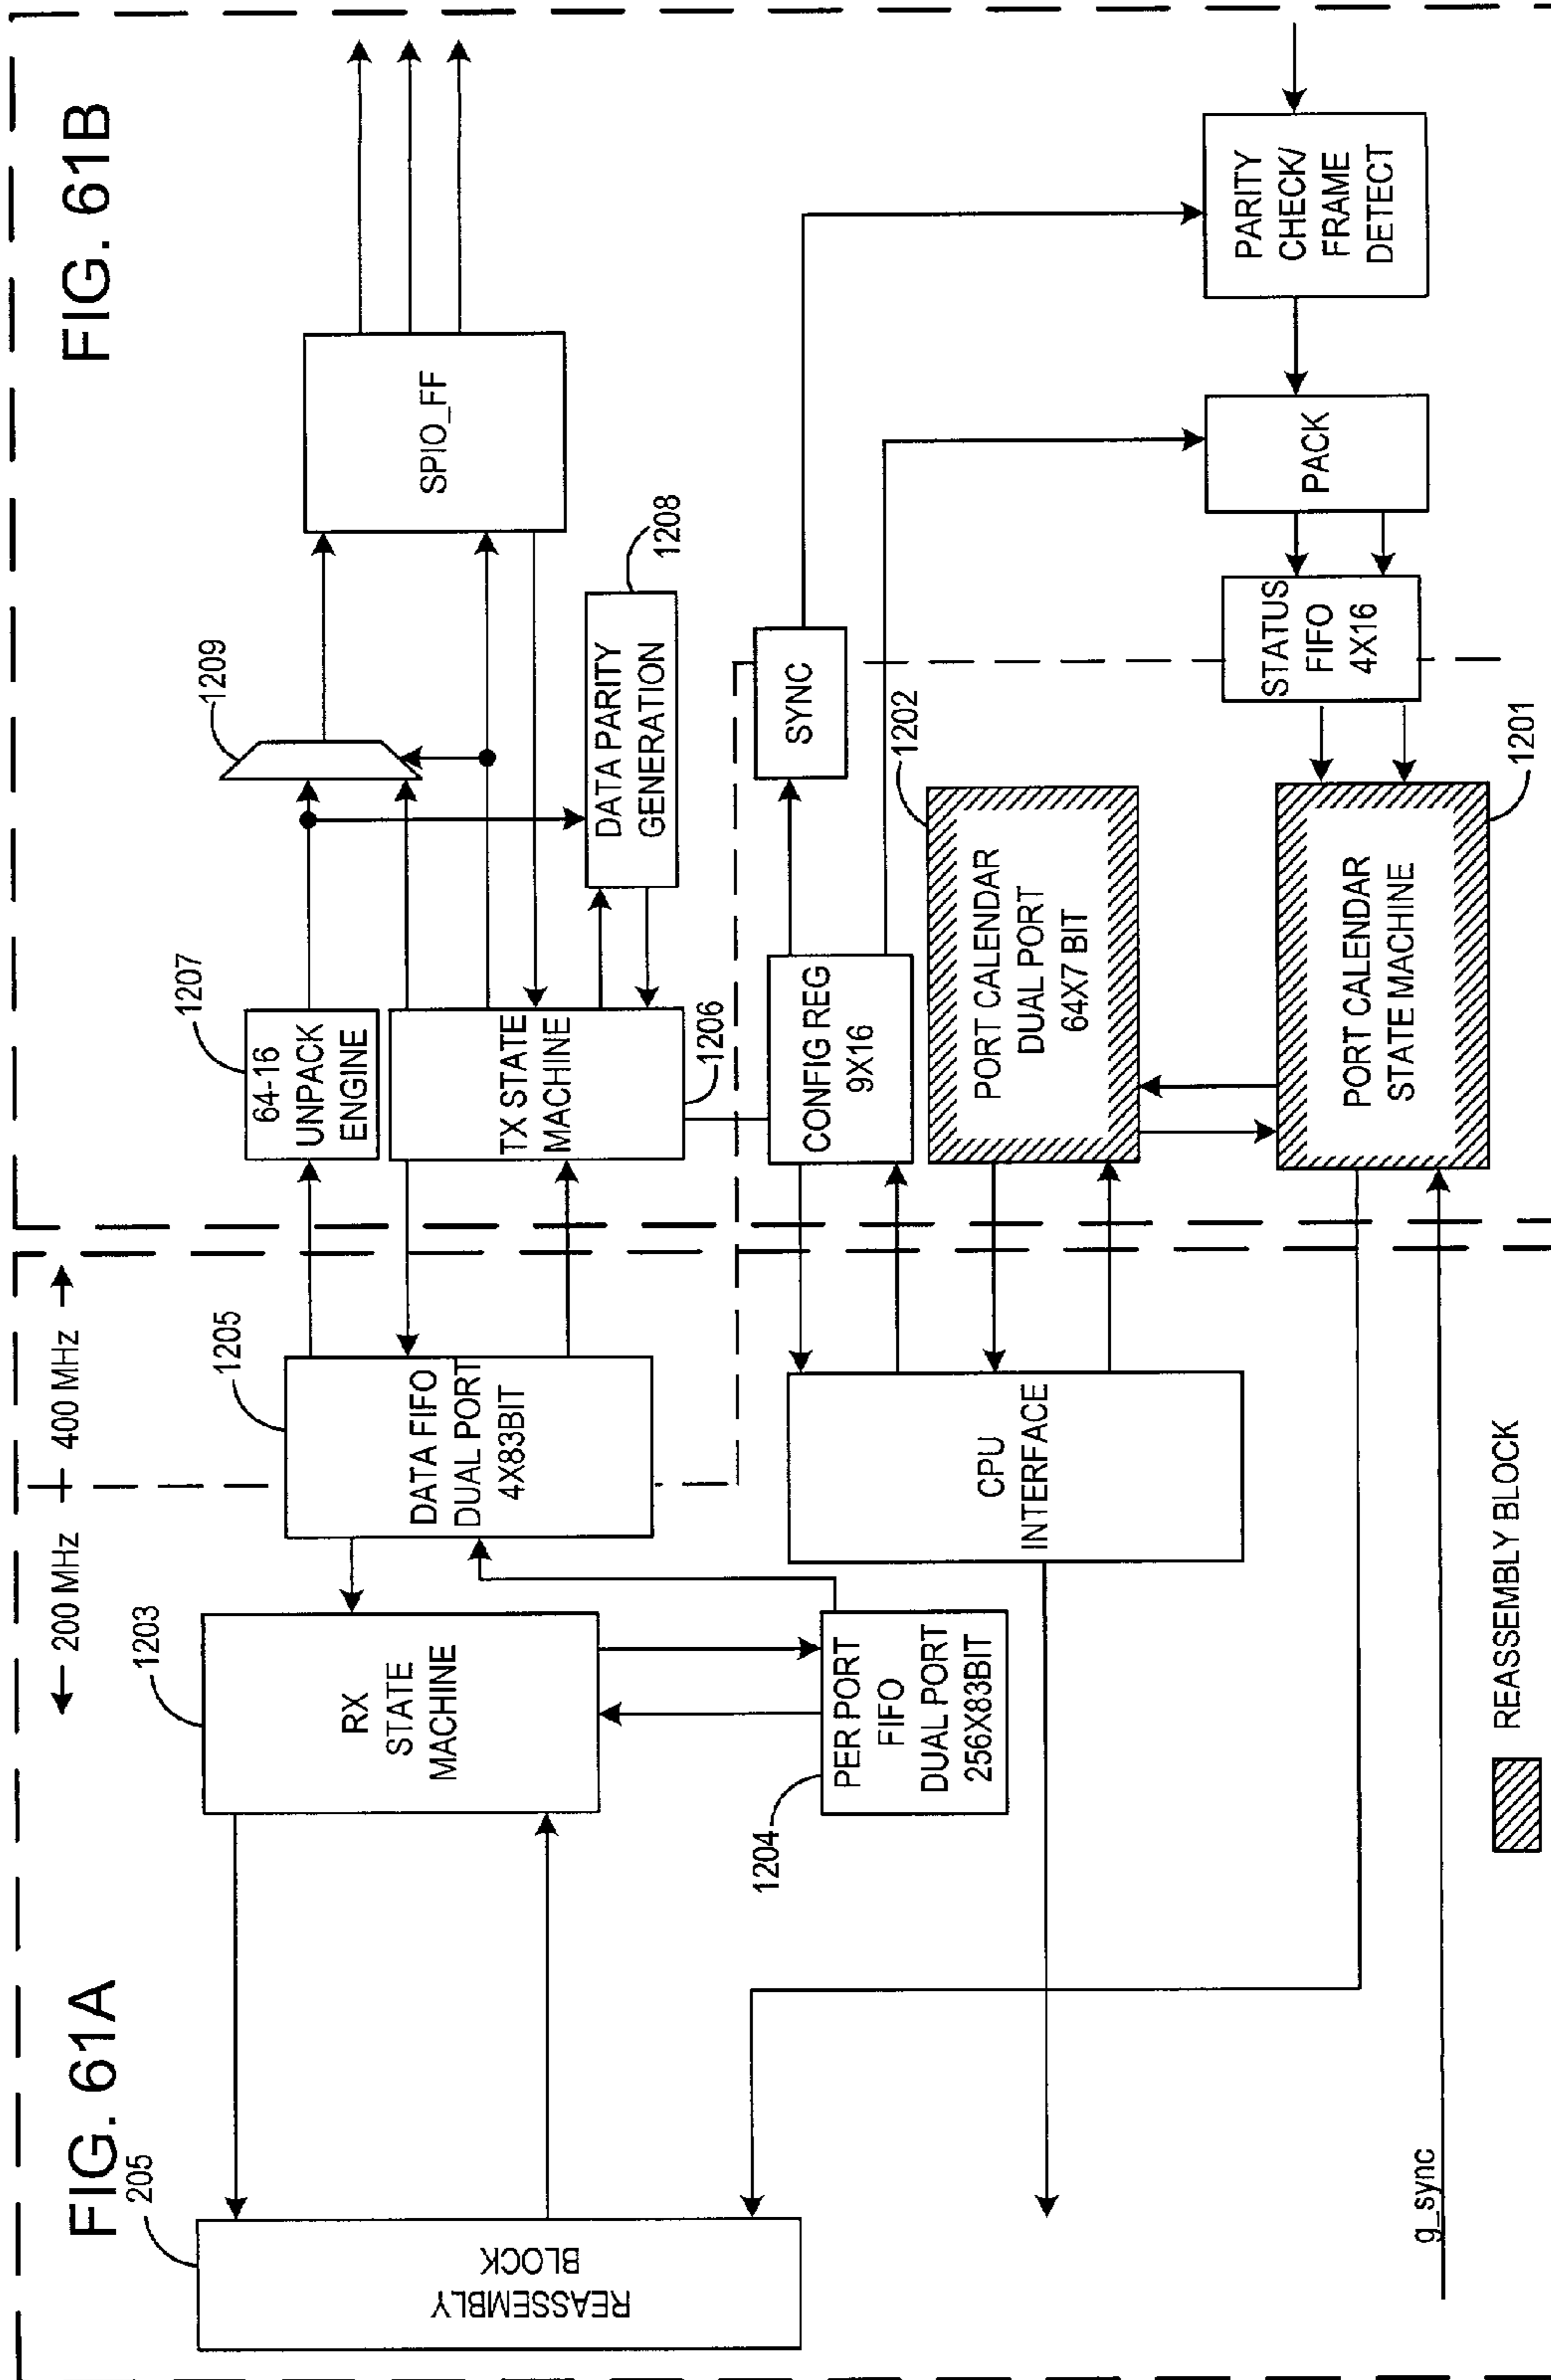 FIG. 61A
205
REASSEMBLY
BLOCK
200 MHz
400 MHz
1203
RX
STATE
MACHINE
1204
PER PORT
FIFO
DUAL PORT
256X83BIT
1205
DATA FIFO
DUAL PORT
4X83BIT
CPU
INTERFACE
g_sync
REASSEMBLY BLOCK
FIG. 61B
1207
64-16
UNPACK
ENGINE
TX STATE
MACHINE
1206
1209
SPIO_FF
DATA PARITY
GENERATION
1208
CONFIG REG
9X16
SYNC
1202
PORT CALENDAR
DUAL PORT
64X7 BIT
PORT CALENDAR
STATE MACHINE
1201
STATUS
FIFO
4X16
PACK
PARITY
CHECK/
FRAME
DETECT